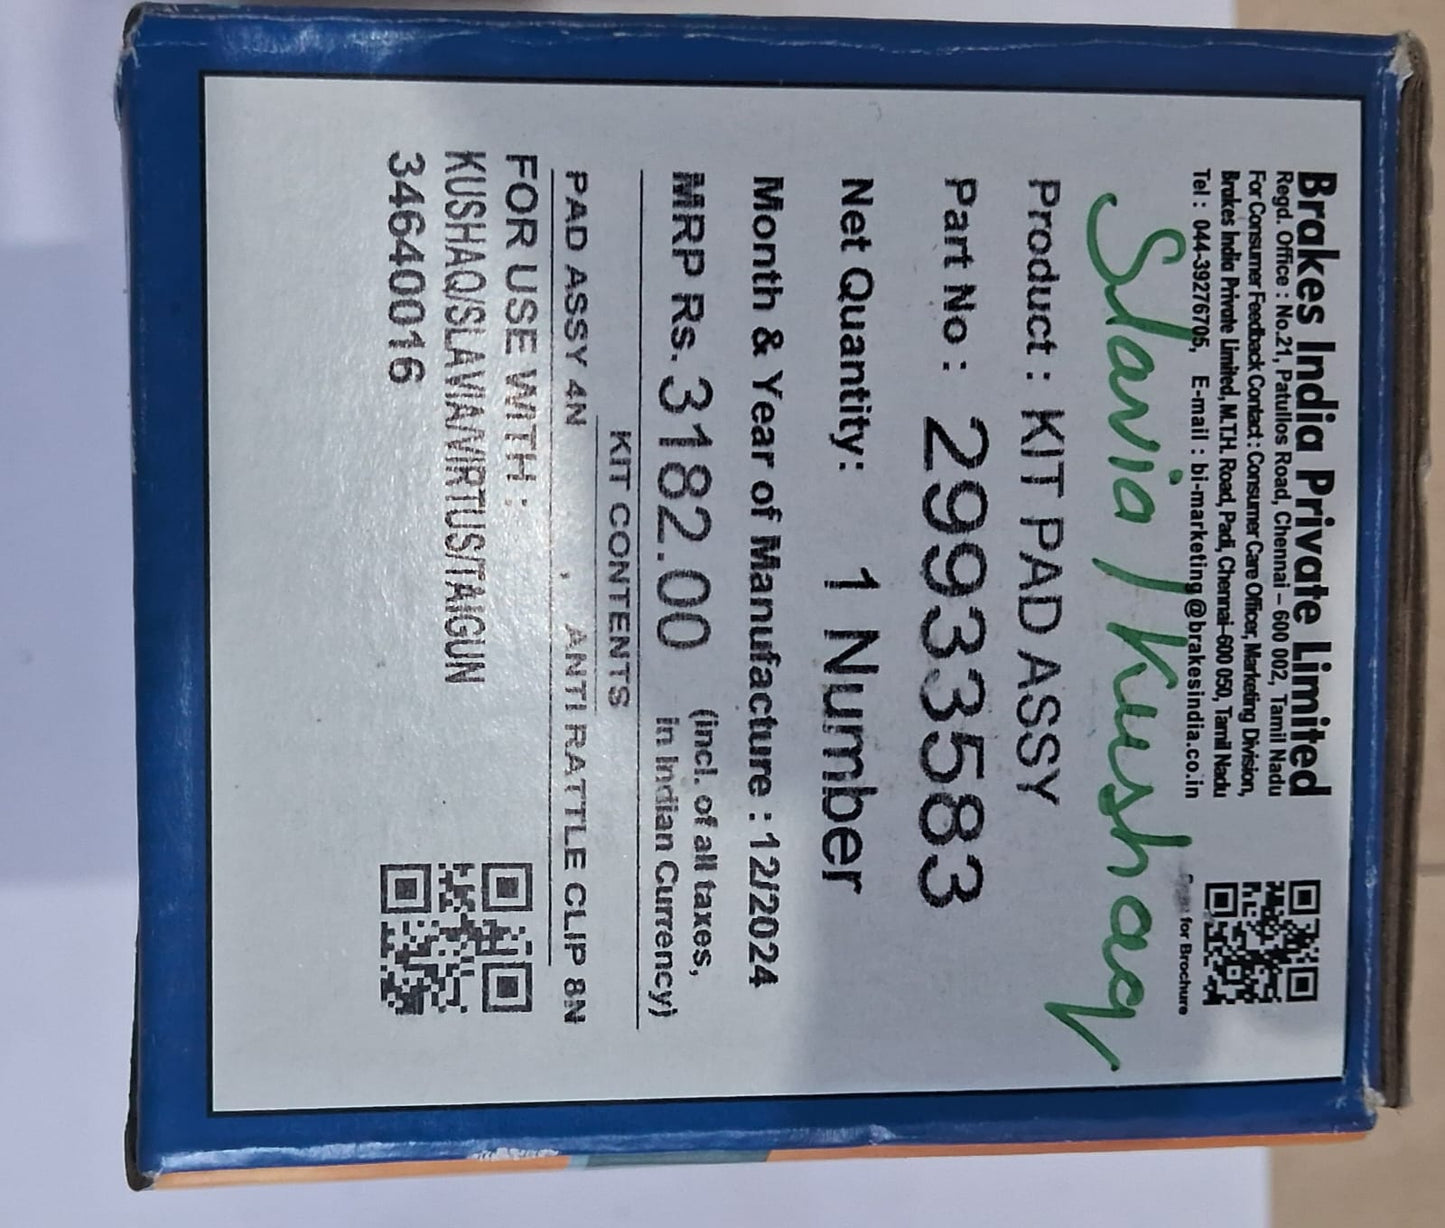 Brakes India Private Limited
Regd. Office : No.21, Patullos Road, Chennai – 600 002, Tamil Nadu
For Consumer Feedback Contact : Consumer Care Officer, Marketing Division,
Brakes India Private Limited, M.T.H. Road, Padi, Chennai-600 050, Tamil Nadu
Tel : 044-39276705, E-mail : bi-marketing@brakesindia.co.in
for Brochure
Slavia / Kushaq
Product : KIT PAD ASSY
Part No : 29933583
Net Quantity: 1 Number
Month & Year of Manufacture : 12/2024
MRP Rs. 3182.00 (incl. of all taxes, in Indian Currency)
KIT CONTENTS
PAD ASSY 4N , ANTI RATTLE CLIP 8N
FOR USE WITH :
KUSHAQ/SLAVIA/VIRTUS/TAIGUN
34640016